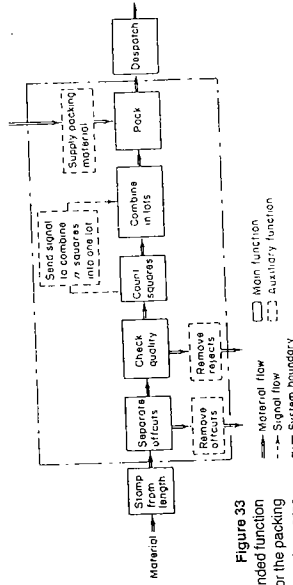 Material
Stamp
from
length
Separate
offcuts
Remove
offcuts
Check
quality
Remove
rejects
Count
squares
Send signal
to combine
n squares
into one lot
Combine
in lots
Supply packing
material
Pack
Despatch
Figure 33
nded function
or the packing
Material flow
Signal flow
System boundary
Main function
Auxiliary function